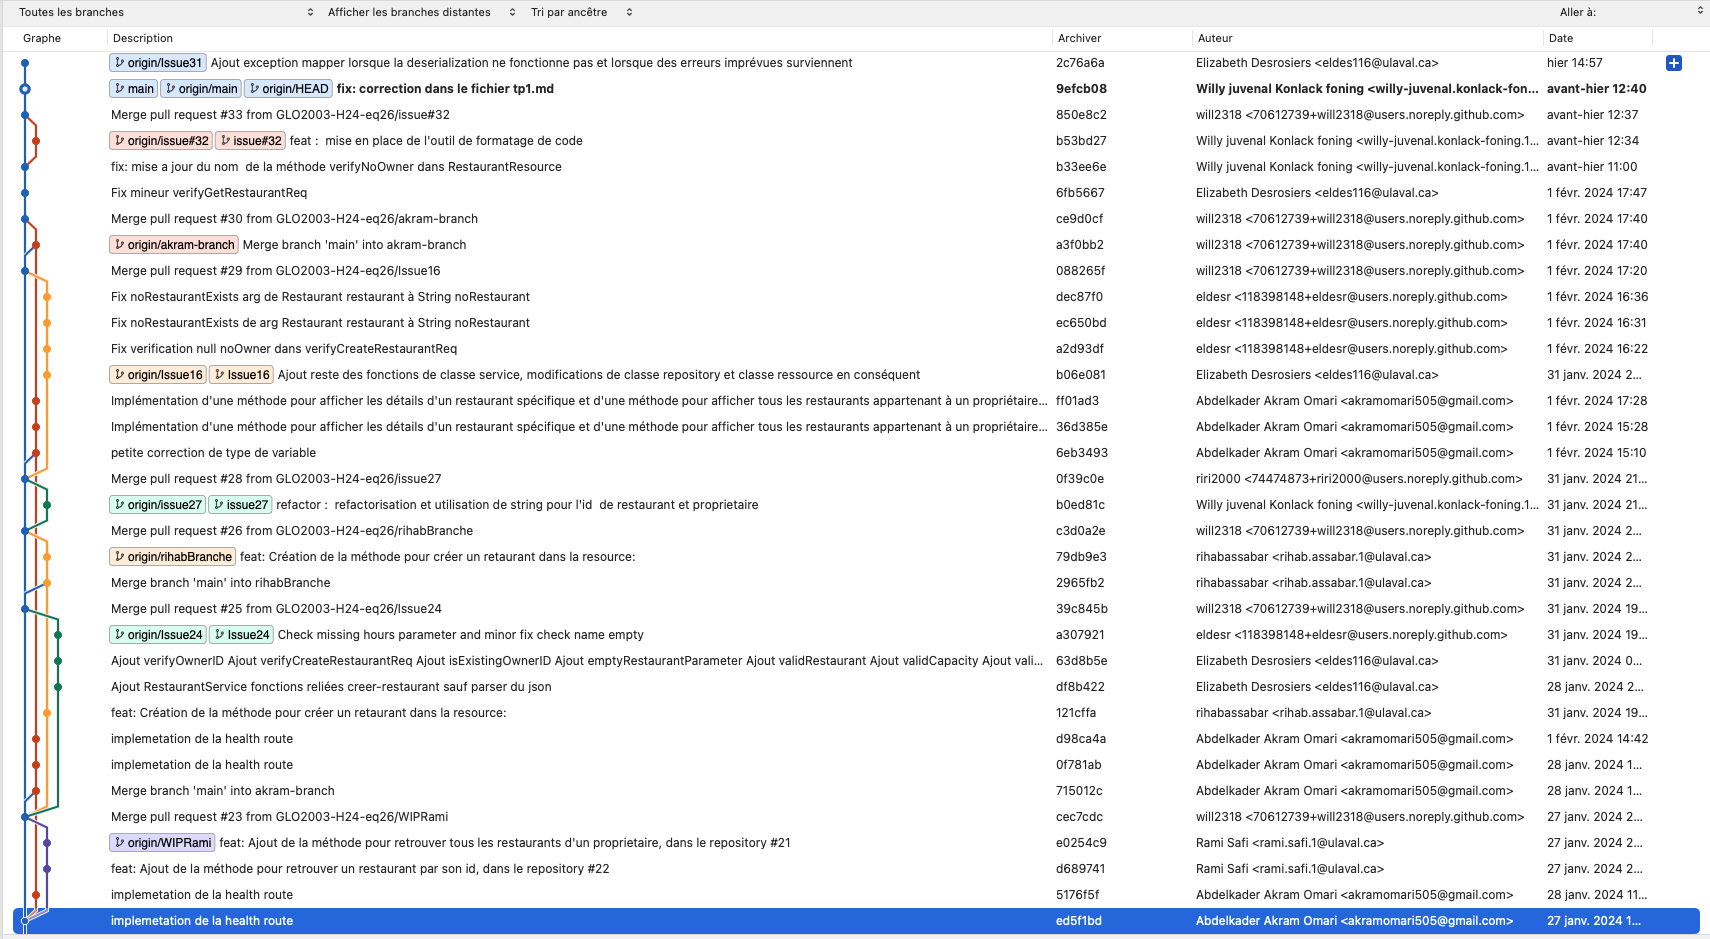 Toutes les branches Afficher les branches distantes Tri par ancêtre Aller à:
Graphe Description Archiver Auteur Date
origin/Issue31 Ajout exception mapper lorsque la deserialization ne fonctionne pas et lorsque des erreurs imprévues surviennent 2c76a6a Elizabeth Desrosiers <eldes116@ulaval.ca> hier 14:57
main origin/main origin/HEAD fix: correction dans le fichier tp1.md 9efcb08 Willy juvenal Konlack foning <willy-juvenal.konlack-fon... avant-hier 12:40
Merge pull request #33 from GLO2003-H24-eq26/issue#32 850e8c2 will2318 <70612739+will2318@users.noreply.github.com> avant-hier 12:37
origin/issue#32 issue#32 feat : mise en place de l'outil de formatage de code b53bd27 Willy juvenal Konlack foning <willy-juvenal.konlack-foning.1... avant-hier 12:34
fix: mise a jour du nom de la méthode verifyNoOwner dans RestaurantResource b33ee6e Willy juvenal Konlack foning <willy-juvenal.konlack-foning.1... avant-hier 11:00
Fix mineur verifyGetRestaurantReq 6fb5667 Elizabeth Desrosiers <eldes116@ulaval.ca> 1 févr. 2024 17:47
Merge pull request #30 from GLO2003-H24-eq26/akram-branch ce9d0cf will2318 <70612739+will2318@users.noreply.github.com> 1 févr. 2024 17:40
origin/akram-branch Merge branch 'main' into akram-branch a3f0bb2 will2318 <70612739+will2318@users.noreply.github.com> 1 févr. 2024 17:40
Merge pull request #29 from GLO2003-H24-eq26/Issue16 088265f will2318 <70612739+will2318@users.noreply.github.com> 1 févr. 2024 17:20
Fix noRestaurantExists arg de Restaurant restaurant à String noRestaurant dec87f0 eldesr <118398148+eldesr@users.noreply.github.com> 1 févr. 2024 16:36
Fix noRestaurantExists de arg Restaurant restaurant à String noRestaurant ec650bd eldesr <118398148+eldesr@users.noreply.github.com> 1 févr. 2024 16:31
Fix verification null noOwner dans verifyCreateRestaurantReq a2d93df eldesr <118398148+eldesr@users.noreply.github.com> 1 févr. 2024 16:22
origin/Issue16 Issue16 Ajout reste des fonctions de classe service, modifications de classe repository et classe ressource en conséquent b06e081 Elizabeth Desrosiers <eldes116@ulaval.ca> 31 janv. 2024 2...
Implémentation d'une méthode pour afficher les détails d'un restaurant spécifique et d'une méthode pour afficher tous les restaurants appartenant à un propriétaire... ff01ad3 Abdelkader Akram Omari <akramomari505@gmail.com> 1 févr. 2024 17:28
Implémentation d'une méthode pour afficher les détails d'un restaurant spécifique et d'une méthode pour afficher tous les restaurants appartenant à un propriétaire... 36d385e Abdelkader Akram Omari <akramomari505@gmail.com> 1 févr. 2024 15:28
petite correction de type de variable 6eb3493 Abdelkader Akram Omari <akramomari505@gmail.com> 1 févr. 2024 15:10
Merge pull request #28 from GLO2003-H24-eq26/issue27 0f39c0e riri2000 <74474873+riri2000@users.noreply.github.com> 31 janv. 2024 21...
origin/issue27 issue27 refactor : refactorisation et utilisation de string pour l'id de restaurant et proprietaire b0ed81c Willy juvenal Konlack foning <willy-juvenal.konlack-foning.1... 31 janv. 2024 21...
Merge pull request #26 from GLO2003-H24-eq26/rihabBranche c3d0a2e will2318 <70612739+will2318@users.noreply.github.com> 31 janv. 2024 2...
origin/rihabBranche feat: Création de la méthode pour créer un retaurant dans la resource: 79db9e3 rihabassabar <rihab.assabar.1@ulaval.ca> 31 janv. 2024 2...
Merge branch 'main' into rihabBranche 2965fb2 rihabassabar <rihab.assabar.1@ulaval.ca> 31 janv. 2024 2...
Merge pull request #25 from GLO2003-H24-eq26/Issue24 39c845b will2318 <70612739+will2318@users.noreply.github.com> 31 janv. 2024 19...
origin/Issue24 Issue24 Check missing hours parameter and minor fix check name empty a307921 eldesr <118398148+eldesr@users.noreply.github.com> 31 janv. 2024 19...
Ajout verifyOwnerID Ajout verifyCreateRestaurantReq Ajout isExistingOwnerID Ajout emptyRestaurantParameter Ajout validRestaurant Ajout validCapacity Ajout vali... 63d8b5e Elizabeth Desrosiers <eldes116@ulaval.ca> 31 janv. 2024 0...
Ajout RestaurantService fonctions reliées creer-restaurant sauf parser du json df8b422 Elizabeth Desrosiers <eldes116@ulaval.ca> 28 janv. 2024 2...
feat: Création de la méthode pour créer un retaurant dans la resource: 121cffa rihabassabar <rihab.assabar.1@ulaval.ca> 31 janv. 2024 19...
implemetation de la health route d98ca4a Abdelkader Akram Omari <akramomari505@gmail.com> 1 févr. 2024 14:42
implemetation de la health route 0f781ab Abdelkader Akram Omari <akramomari505@gmail.com> 28 janv. 2024 1...
Merge branch 'main' into akram-branch 715012c Abdelkader Akram Omari <akramomari505@gmail.com> 28 janv. 2024 1...
Merge pull request #23 from GLO2003-H24-eq26/WIPRami cec7cdc will2318 <70612739+will2318@users.noreply.github.com> 27 janv. 2024 2...
origin/WIPRami feat: Ajout de la méthode pour retrouver tous les restaurants d'un proprietaire, dans le repository #21 e0254c9 Rami Safi <rami.safi.1@ulaval.ca> 27 janv. 2024 2...
feat: Ajout de la méthode pour retrouver un restaurant par son id, dans le repository #22 d689741 Rami Safi <rami.safi.1@ulaval.ca> 27 janv. 2024 2...
implemetation de la health route 5176f5f Abdelkader Akram Omari <akramomari505@gmail.com> 28 janv. 2024 11...
implemetation de la health route ed5f1bd Abdelkader Akram Omari <akramomari505@gmail.com> 27 janv. 2024 1...